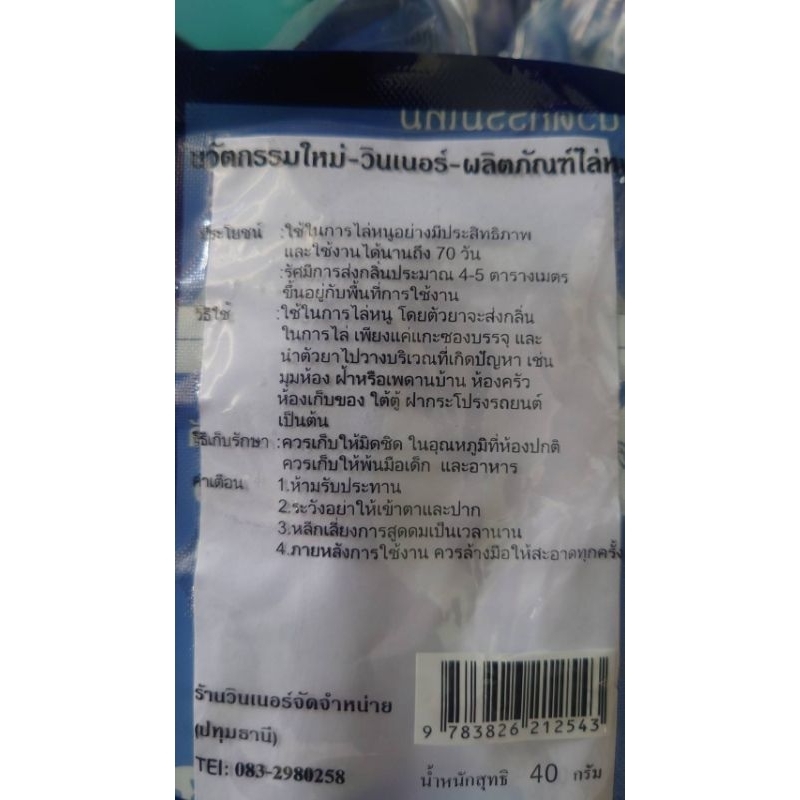 นวัตกรรมใหม่-วินเนอร์-ผลิตภัณฑ์ไล่
ประโยชน์ :ใช้ในการไล่หนูอย่างมีประสิทธิภาพ
และใช้งานได้นานถึง 70 วัน
:รัศมีการส่งกลิ่นประมาณ 4-5 ตารางเมตร
ขึ้นอยู่กับพื้นที่การใช้งาน
วิธีใช้ :ใช้ในการไล่หนู โดยตัวยาจะส่งกลิ่น
ในการไล่ เพียงแค่แกะซองบรรจุ และ
นำตัวยาไปวางบริเวณที่เกิดปัญหา เช่น
มุมห้อง ฝ้าหรือเพดานบ้าน ห้องครัว
ห้องเก็บของ ใต้ตู้ ฝากระโปรงรถยนต์
เป็นต้น
วิธีเก็บรักษา :ควรเก็บให้มิดชิด ในอุณหภูมิที่ห้องปกติ
ควรเก็บให้พ้นมือเด็ก และอาหาร
คำเตือน 1.ห้ามรับประทาน
2.ระวังอย่าให้เข้าตาและปาก
3.หลีกเลี่ยงการสูดดมเป็นเวลานาน
4.ภายหลังการใช้งาน ควรล้างมือให้สะอาดทุกครั้ง
ร้านวินเนอร์จัดจำหน่าย
(ปทุมธานี)
TEl: 083-2980258
9 783826 212543
น้ำหนักสุทธิ 40 กรัม